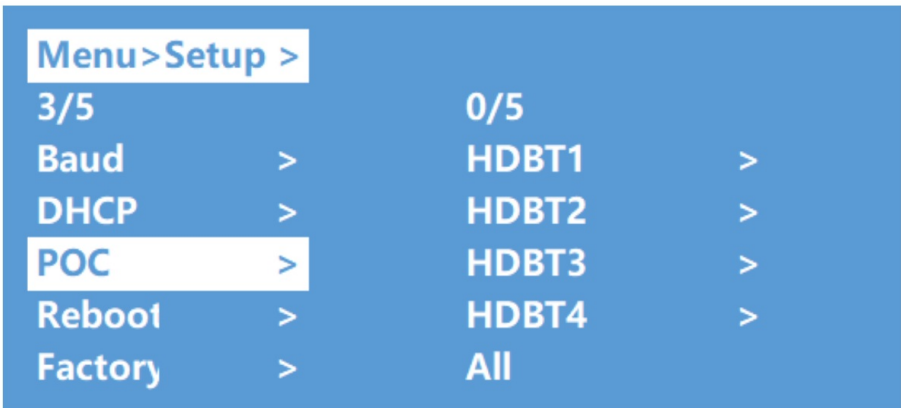 Menu>Setup >
3/5 0/5
Baud > HDBT1 >
DHCP > HDBT2 >
POC > HDBT3 >
Reboot > HDBT4 >
Factory > All